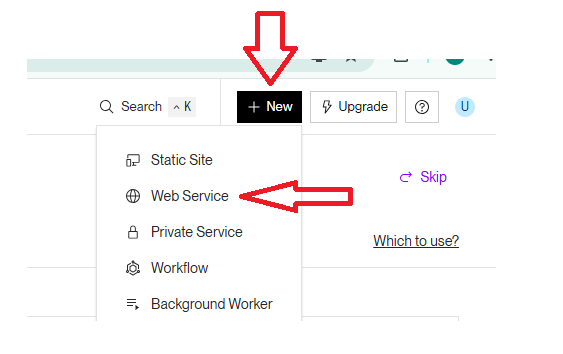 Search ^ K
+ New
Upgrade
?
U
Static Site
Web Service
Skip
Private Service
Which to use?
Workflow
Background Worker